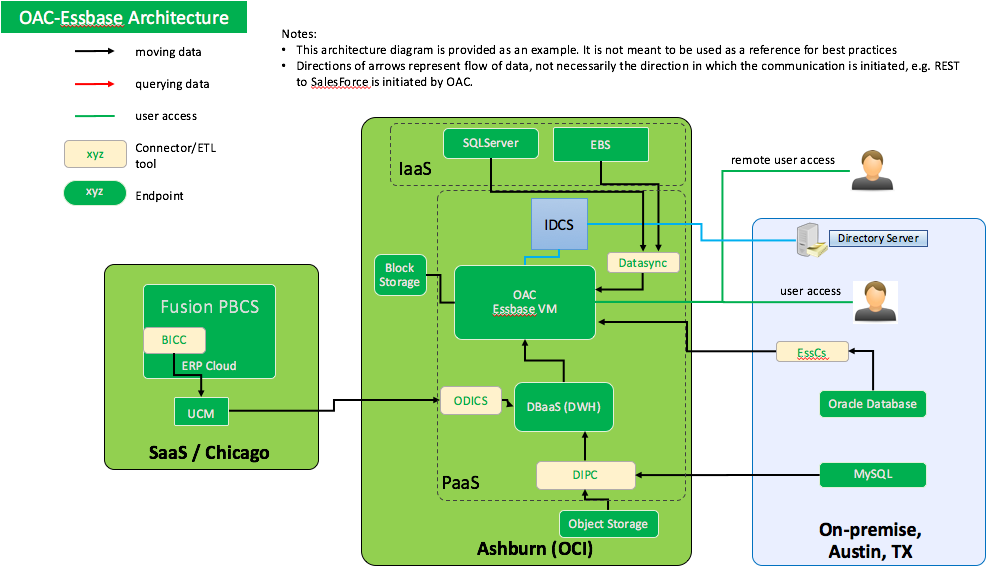 OAC-Essbase Architecture
moving data
querying data
user access
xyz
Connector/ETL
tool
xyz
Endpoint
Notes:
• This architecture diagram is provided as an example. It is not meant to be used as a reference for best practices
• Directions of arrows represent flow of data, not necessarily the direction in which the communication is initiated, e.g. REST
to SalesForce is initiated by OAC.
SQLServer
EBS
IaaS
remote user access
IDCS
Directory Server
Datasync
Block
Storage
OAC
Essbase VM
user access
Fusion PBCS
BICC
ERP Cloud
UCM
SaaS / Chicago
EssCs
Oracle Database
ODICS
DBaaS (DWH)
DIPC
MySQL
PaaS
Object Storage
Ashburn (OCI)
On-premise,
Austin, TX